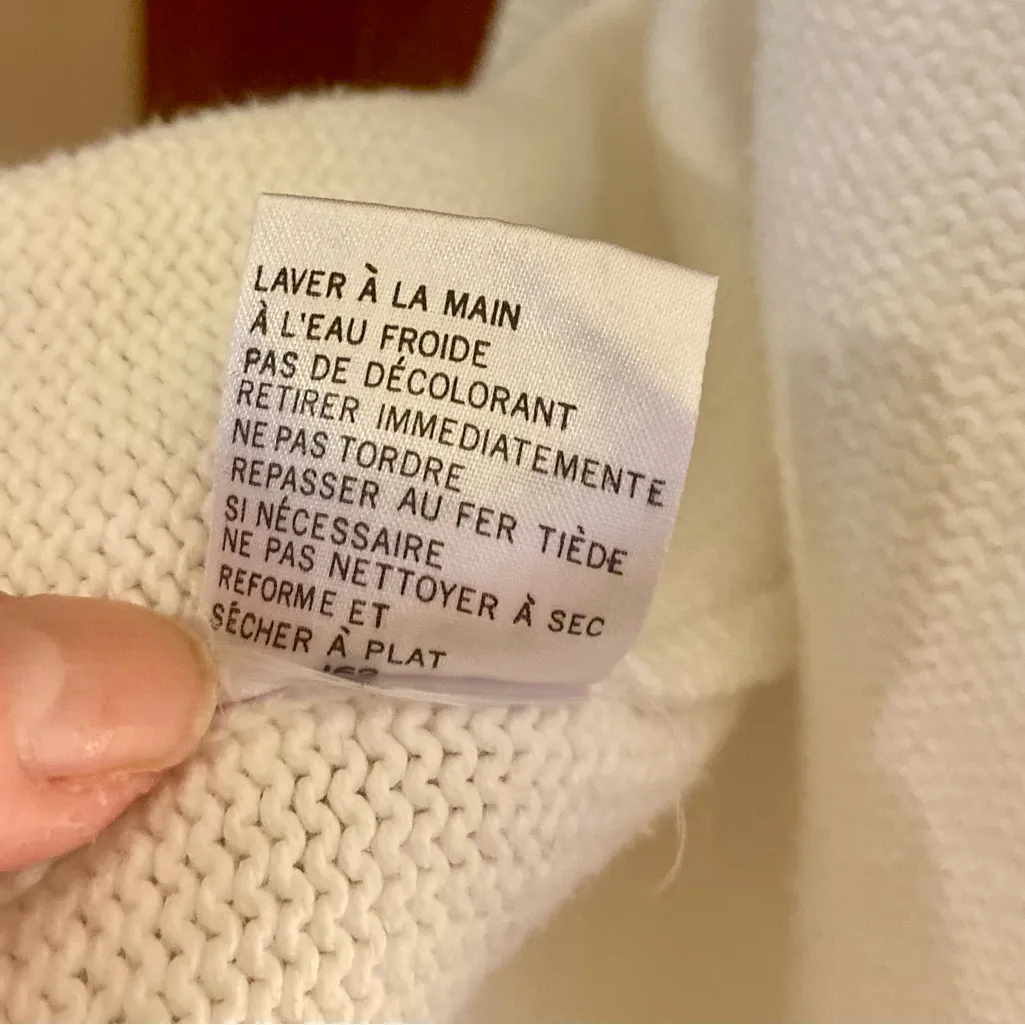 LAVER À LA MAIN
À L'EAU FROIDE
PAS DE DÉCOLORANT
RETIRER IMMEDIATEMENTE
NE PAS TORDRE
REPASSER AU FER TIÈDE
SI NÉCESSAIRE
NE PAS NETTOYER À SEC
REFORME ET
SÉCHER À PLAT